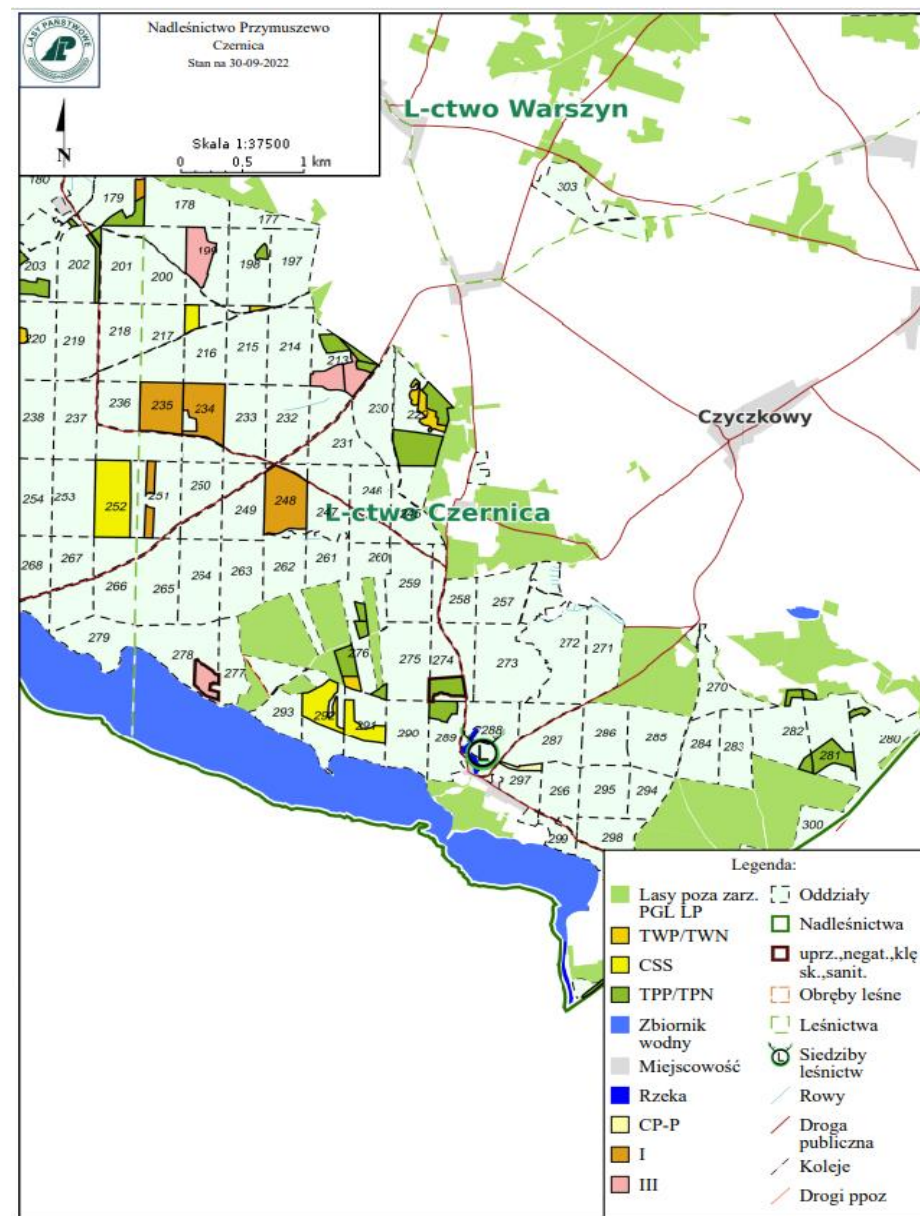 LASY PAŃSTWOWE
Nadleśnictwo Przymuszewo
Czernica
Stan na 30-09-2022
N
Skala 1:37500
0 0.5 1 km
L-ctwo Warszyn
180 179 178 177 303
203 202 201 200 199 198 197
220 219 218 217 216 215 214 213
238 237 236 235 234 233 232 231 230
Czyczkowy
254 253 252 251 250 249 248 247 246
L-ctwo Czernica
268 267 266 265 264 263 262 261 260 259
258 257 272 271
279 278 277 276 275 274 273 270
293 292 291 290 289 288 287 286 285 284 283 282 281 280
L
297 296 295 294 300
299 298
Legenda:
Lasy poza zarz.
PGL LP
TWP/TWN
CSS
TPP/TPN
Zbiornik
wodny
Miejscowość
Rzeka
CP-P
I
III
Oddziały
Nadleśnictwa
uprz.,negat.,klę
sk.,sanit.
Obręby leśne
Leśnictwa
L
Siedziby
leśnictw
Rowy
Droga
publiczna
Koleje
Drogi ppoz